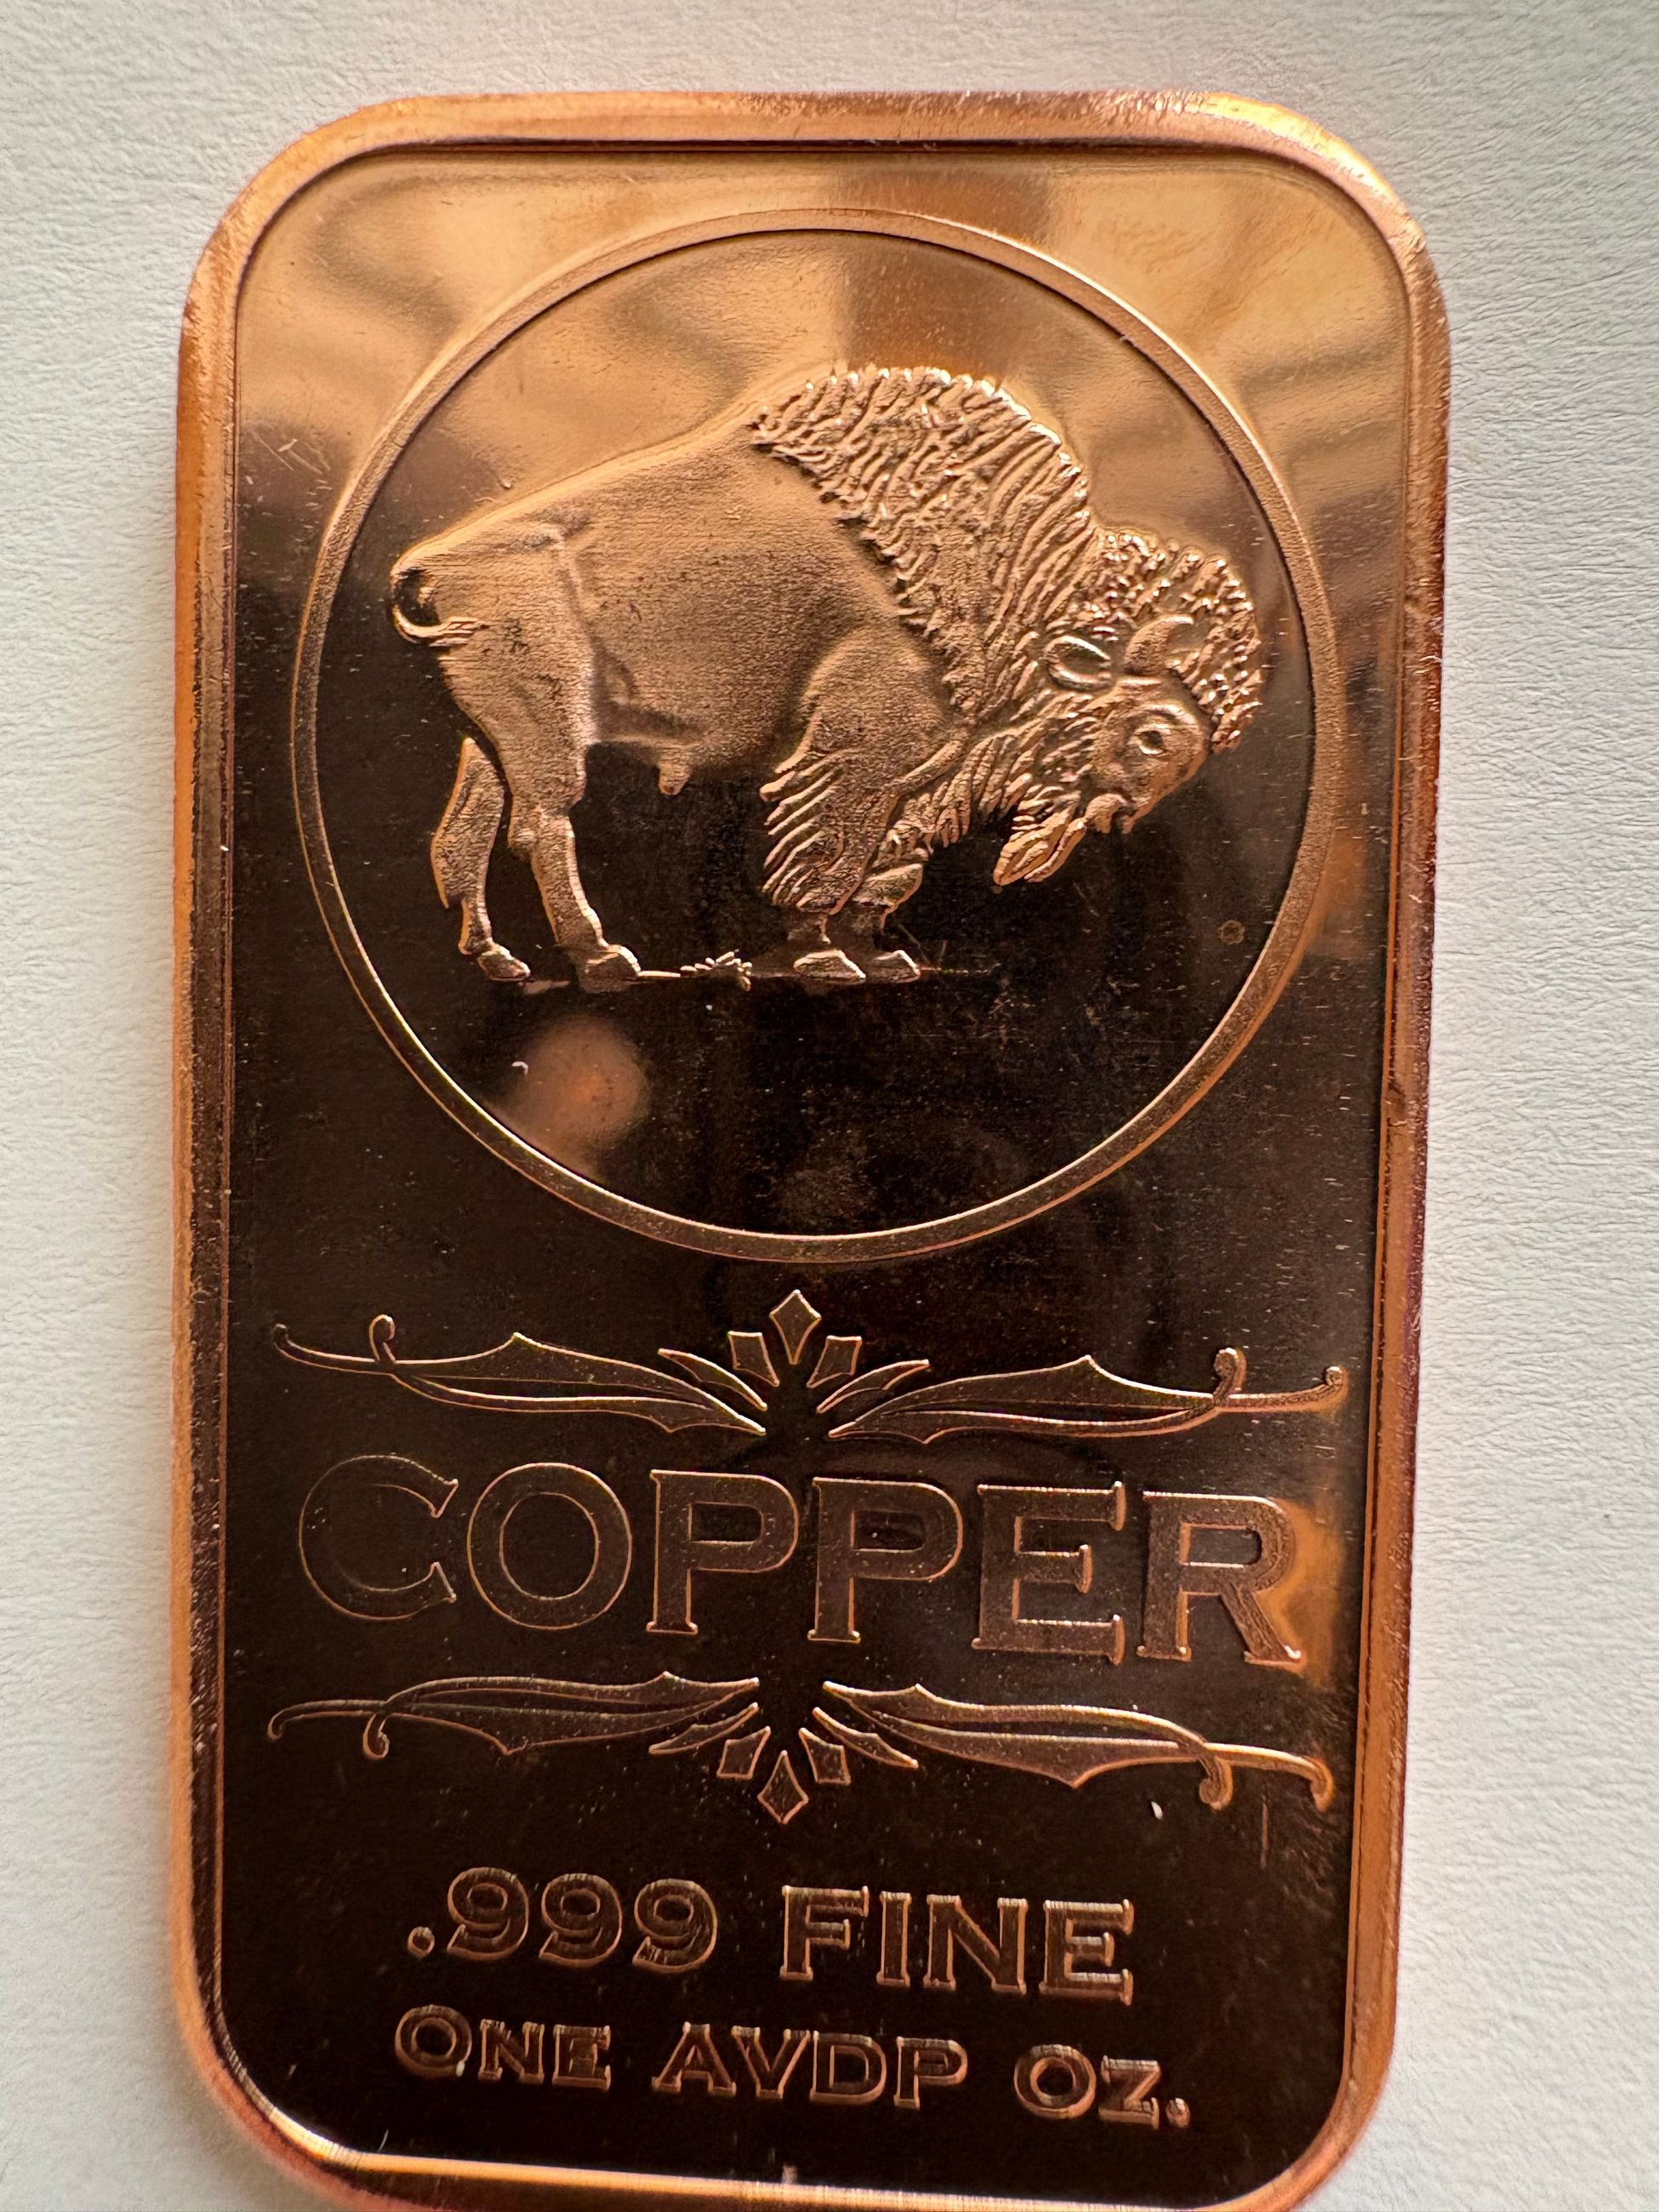 COPPER
.999 FINE
ONE AVDP OZ.